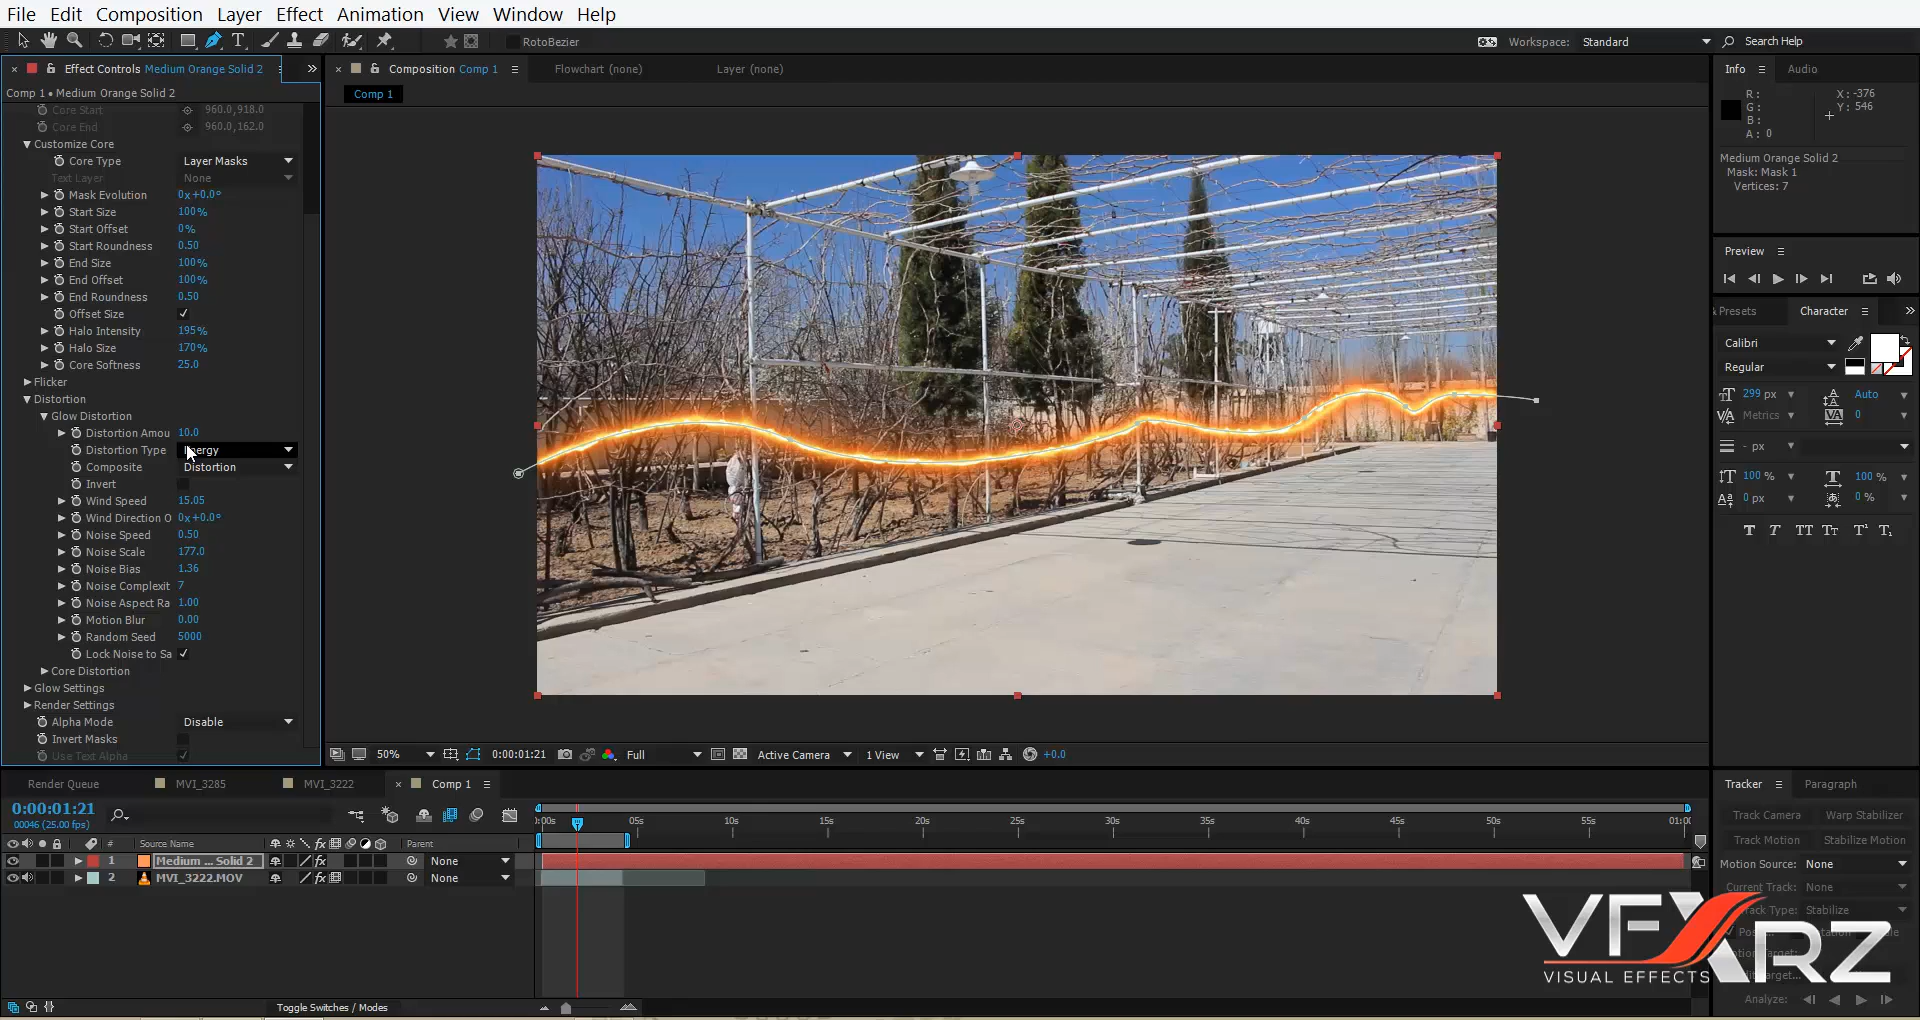 File Edit Composition Layer Effect Animation View Window Help
RotoBezier
Workspace: Standard
Search Help
Effect Controls Medium Orange Solid 2
Comp 1 • Medium Orange Solid 2
Core Start 960.0,918.0
Core End 960.0,162.0
Customize Core
Core Type Layer Masks
Text Layer None
Mask Evolution 0x+0.0°
Start Size 100%
Start Offset 0%
Start Roundness 0.50
End Size 100%
End Offset 100%
End Roundness 0.50
Offset Size
Halo Intensity 195%
Halo Size 170%
Core Softness 25.0
Flicker
Distortion
Glow Distortion
Distortion Amou 10.0
Distortion Type
Composite Distortion
Invert
Wind Speed 15.05
Wind Direction O 0x+0.0°
Noise Speed 0.50
Noise Scale 177.0
Noise Bias 1.36
Noise Complexit 7
Noise Aspect Ra 1.00
Motion Blur 0.00
Random Seed 5000
Lock Noise to Sa
Core Distortion
Glow Settings
Render Settings
Alpha Mode Disable
Invert Masks
Use Text Alpha
Composition Comp 1
Flowchart (none)
Layer (none)
Comp 1
50%
0:00:01:21
Full
Active Camera
1 View
+0.0
Info Audio
R:
G:
B:
A: 0
X: -376
Y: 546
Medium Orange Solid 2
Mask: Mask 1
Vertices: 7
Preview
Presets Character
Calibri
Regular
299 px Auto
Metrics 0
- px
100 % 100 %
0 px 0 %
T T TT Tt T¹ T₁
Render Queue MVI_3285 MVI_3222 Comp 1
0:00:01:21
00046 (25.00 fps)
# Source Name Parent
1 Medium ... Solid 2 None
2 MVI_3222.MOV None
Toggle Switches / Modes
):00s 05s 10s 15s 20s 25s 30s 35s 40s 45s 50s 55s 01:00
Tracker Paragraph
Track Camera Warp Stabilizer
Track Motion Stabilize Motion
Motion Source: None
Current Track: None
Track Type: Stabilize
Analyze:
VFXARZ
VISUAL EFFECTS